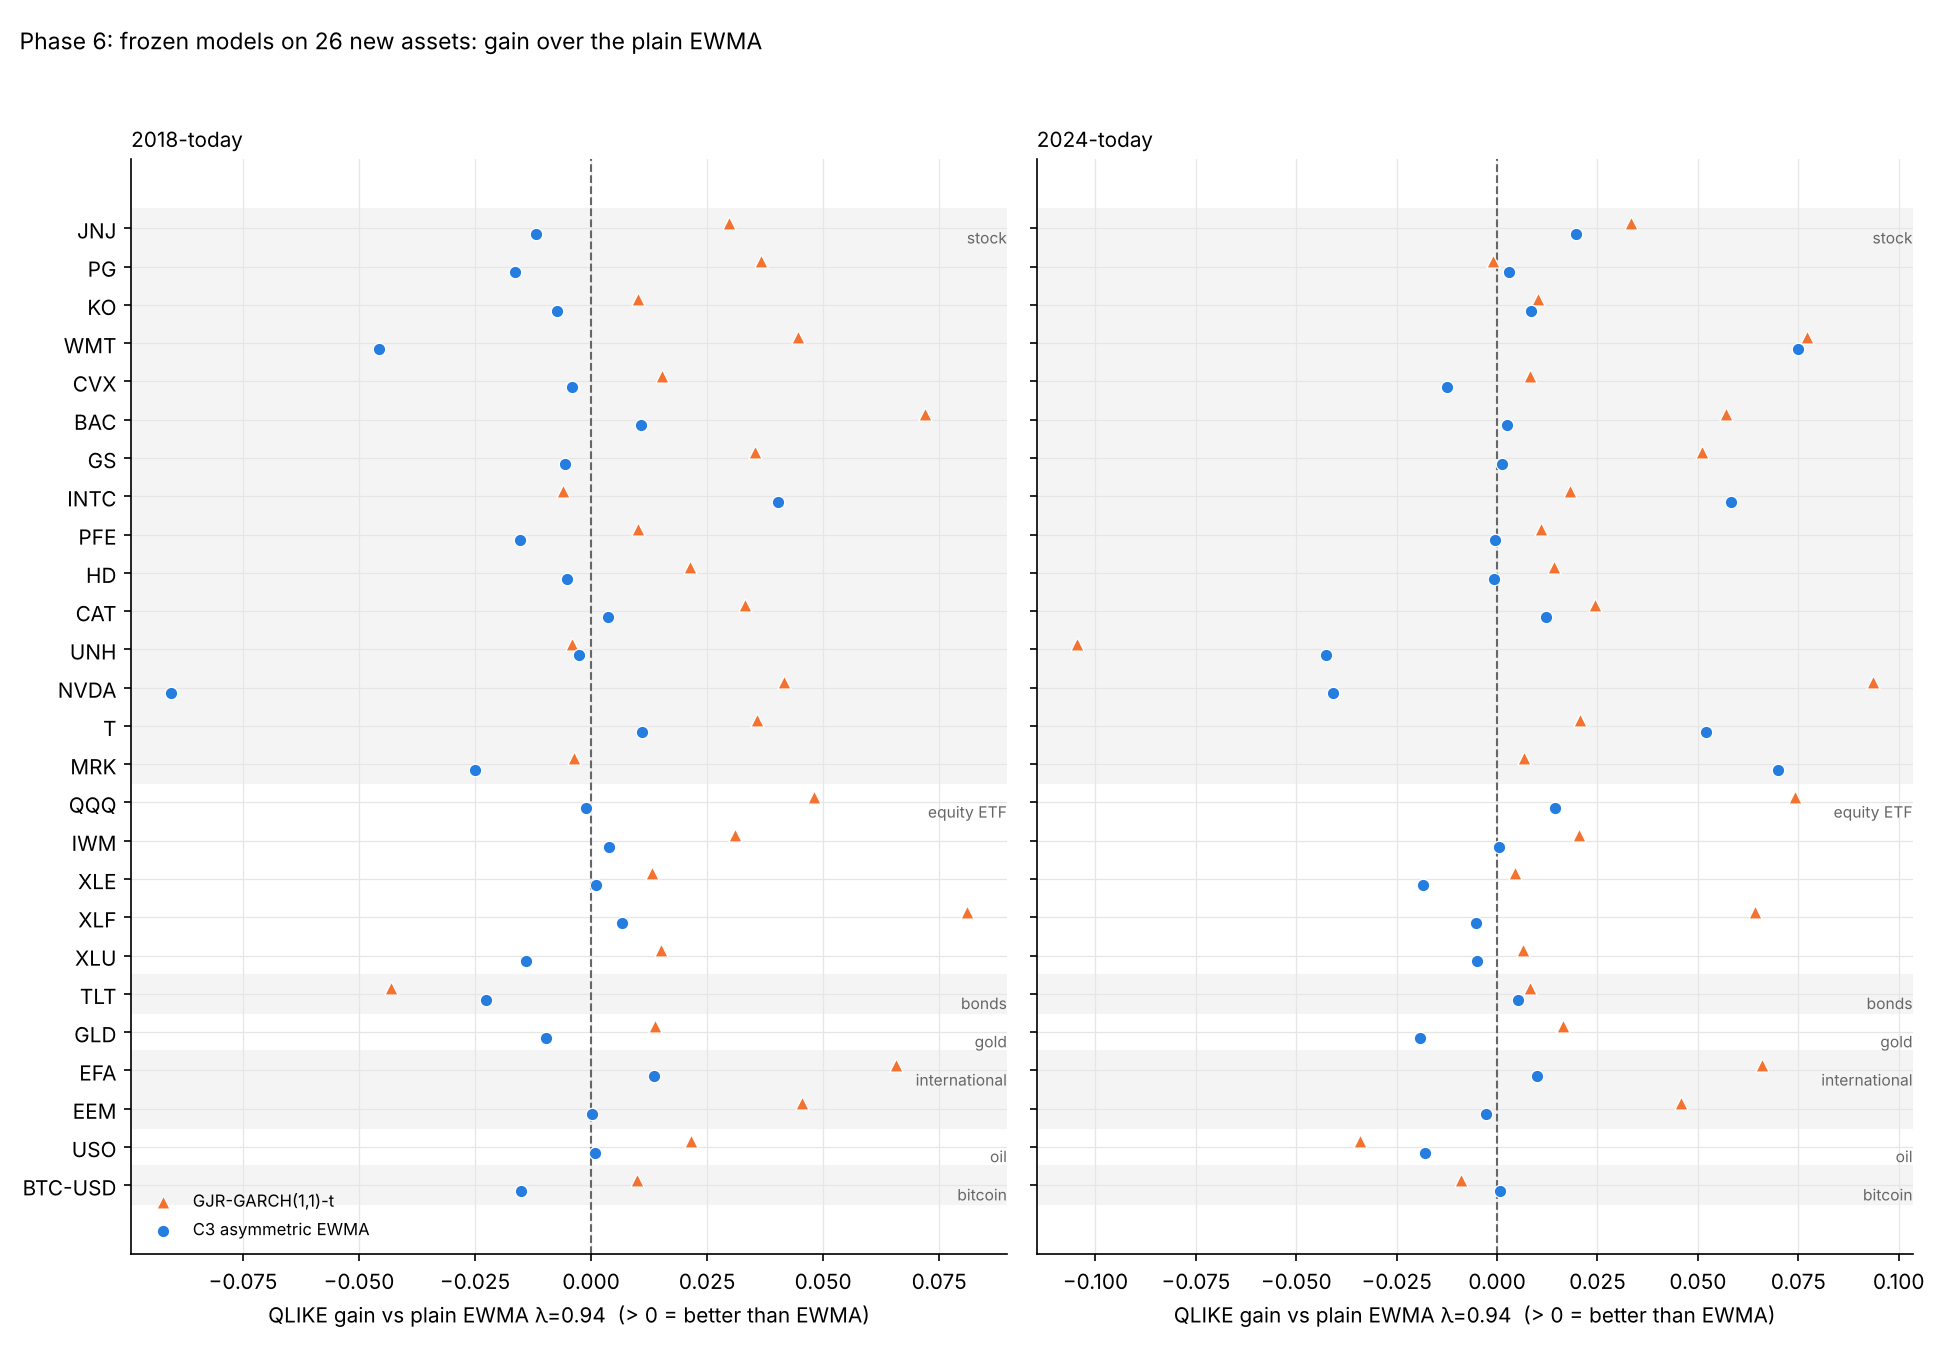 Phase 6: frozen models on 26 new assets: gain over the plain EWMA
2018-today
JNJ
PG
KO
WMT
CVX
BAC
GS
INTC
PFE
HD
CAT
UNH
NVDA
T
MRK
QQQ
IWM
XLE
XLF
XLU
TLT
GLD
EFA
EEM
USO
BTC-USD
stock
equity ETF
bonds
gold
international
oil
bitcoin
GJR-GARCH(1,1)-t
C3 asymmetric EWMA
−0.075 −0.050 −0.025 0.000 0.025 0.050 0.075
QLIKE gain vs plain EWMA λ=0.94 (> 0 = better than EWMA)
2024-today
stock
equity ETF
bonds
gold
international
oil
bitcoin
−0.100 −0.075 −0.050 −0.025 0.000 0.025 0.050 0.075 0.100
QLIKE gain vs plain EWMA λ=0.94 (> 0 = better than EWMA)